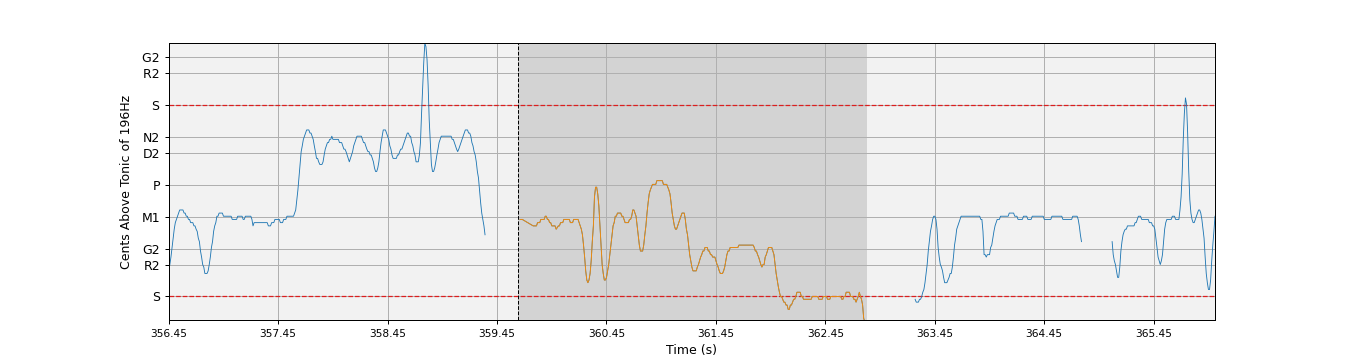 Cents Above Tonic of 196Hz
G2
R2
S
N2
D2
P
M1
G2
R2
S
356.45 357.45 358.45 359.45 360.45 361.45 362.45 363.45 364.45 365.45
Time (s)